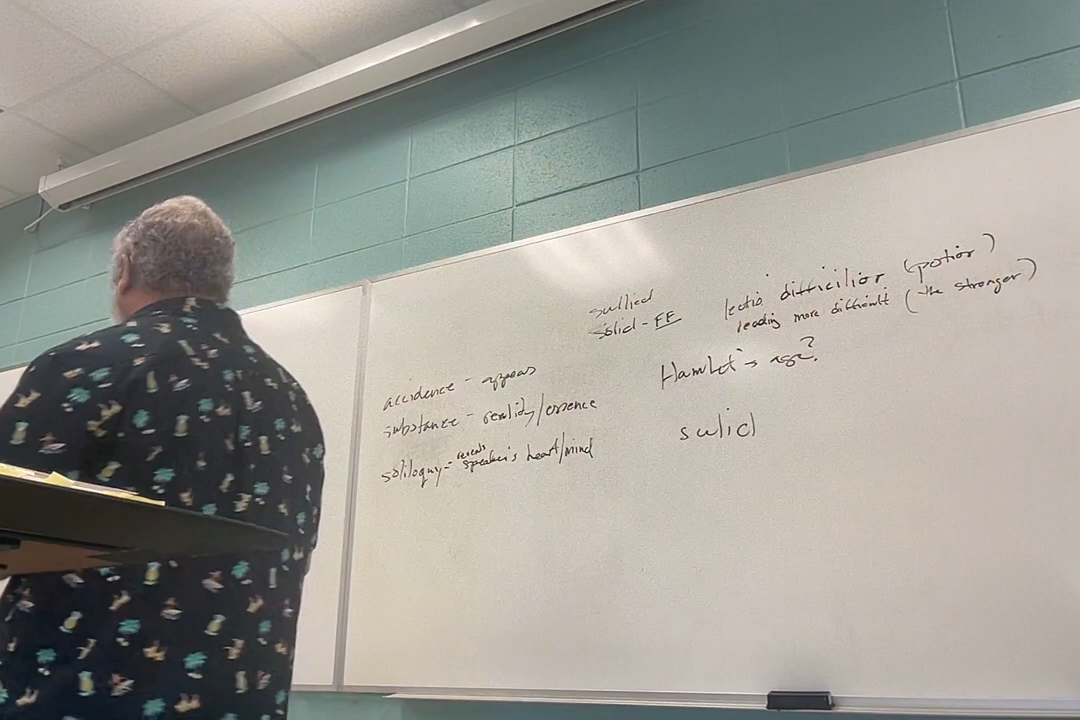 accidence - appears
substance - reality/essence
soliloquy = reveals speaker's heart/mind
sullied
solid - FF
lectio difficilior (potior)
reading more difficult (the stronger)
Hamlet's age?
sulid